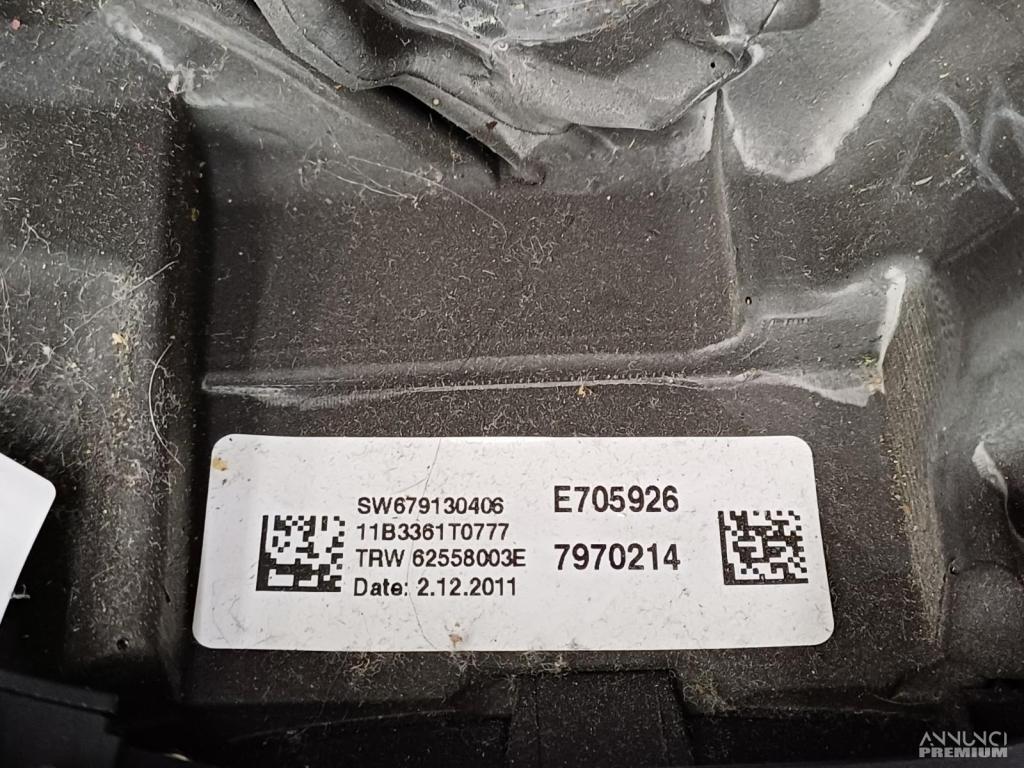 SW679130406
11B3361T0777
TRW 62558003E
Date: 2.12.2011
E705926
7970214
ANNUNCI
PREMIUM